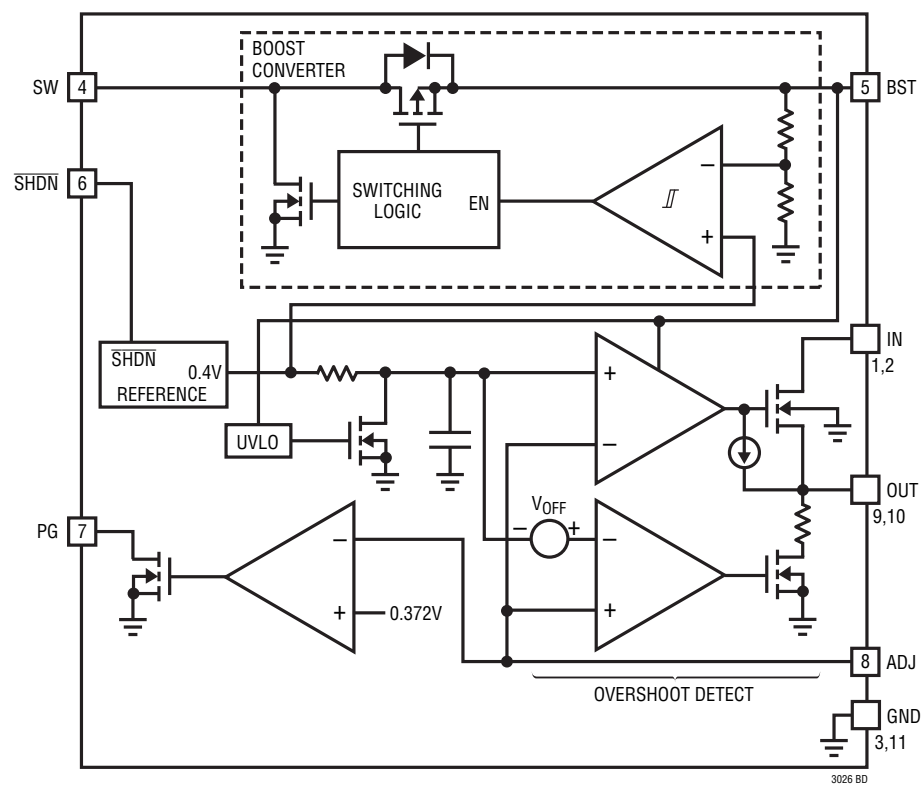 BOOST
CONVERTER
SW 4
5 BST
SHDN 6
SWITCHING
LOGIC
EN
−
+
IN
1,2
SHDN
0.4V
REFERENCE
+
−
UVLO
OUT
9,10
PG 7
VOFF
− +
−
−
+ 0.372V
+
8 ADJ
OVERSHOOT DETECT
GND
3,11
3026 BD